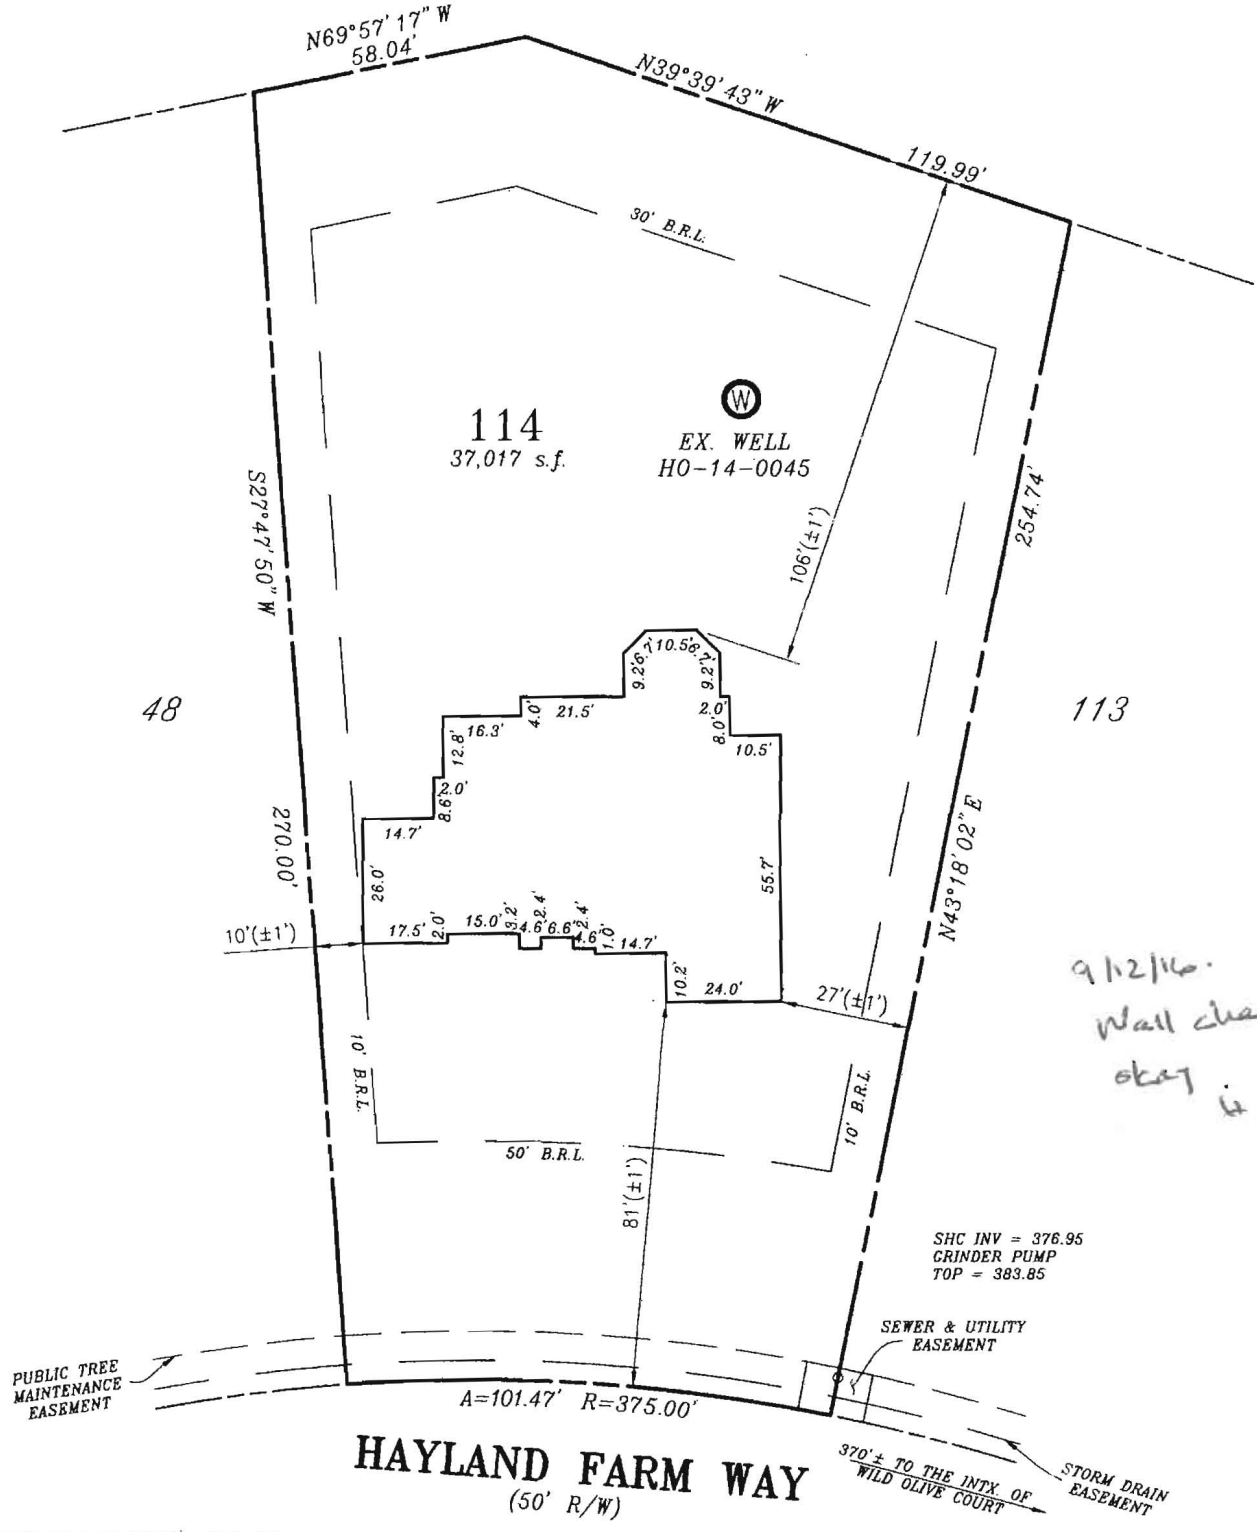 N69°57'17" W
58.04'
N39°39'43" W
119.99'
30' B.R.L.
114
37,017 s.f.
W
EX. WELL
HO-14-0045
S27°47'50" W
270.00'
254.74'
N43°18'02" E
106'(±1')
48
113
9.2'
6.7'
10.5'
6.7'
9.2'
2.0'
8.0'
10.5'
21.5'
4.0'
16.3'
12.8'
2.0'
8.6'
14.7'
26.0'
55.7'
10'(±1')
17.5'
2.0'
15.0'
3.2'
4.6'
2.4'
6.6'
2.4'
4.6'
1.0'
14.7'
10.2'
24.0'
27'(±1')
9/12/16.
Wall
okay
10' B.R.L.
10' B.R.L.
50' B.R.L.
81'(±1')
SHC INV = 376.95
GRINDER PUMP
TOP = 383.85
SEWER & UTILITY
EASEMENT
PUBLIC TREE
MAINTENANCE
EASEMENT
A=101.47' R=375.00'
HAYLAND FARM WAY
(50' R/W)
370'± TO THE INTX. OF
WILD OLIVE COURT
STORM DRAIN
EASEMENT